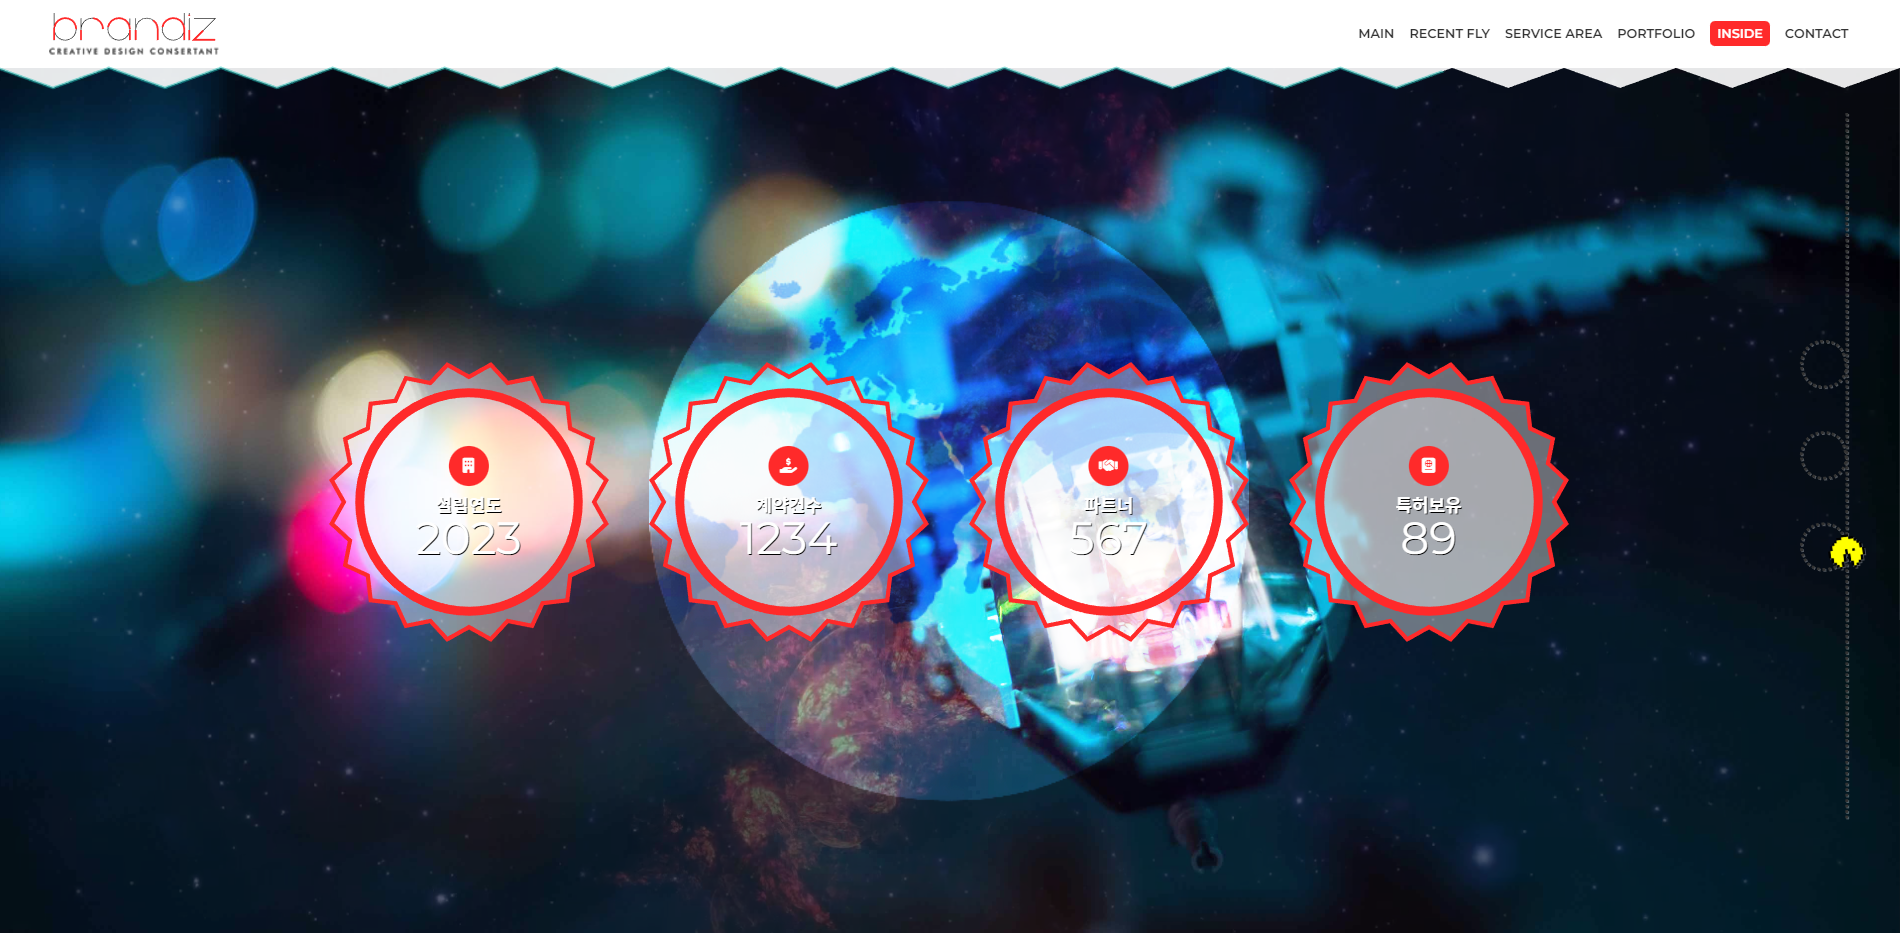 brandiz
CREATIVE DESIGN CONSERTANT
MAIN RECENT FLY SERVICE AREA PORTFOLIO INSIDE CONTACT
설립연도
2023
계약건수
1234
파트너
567
특허보유
89